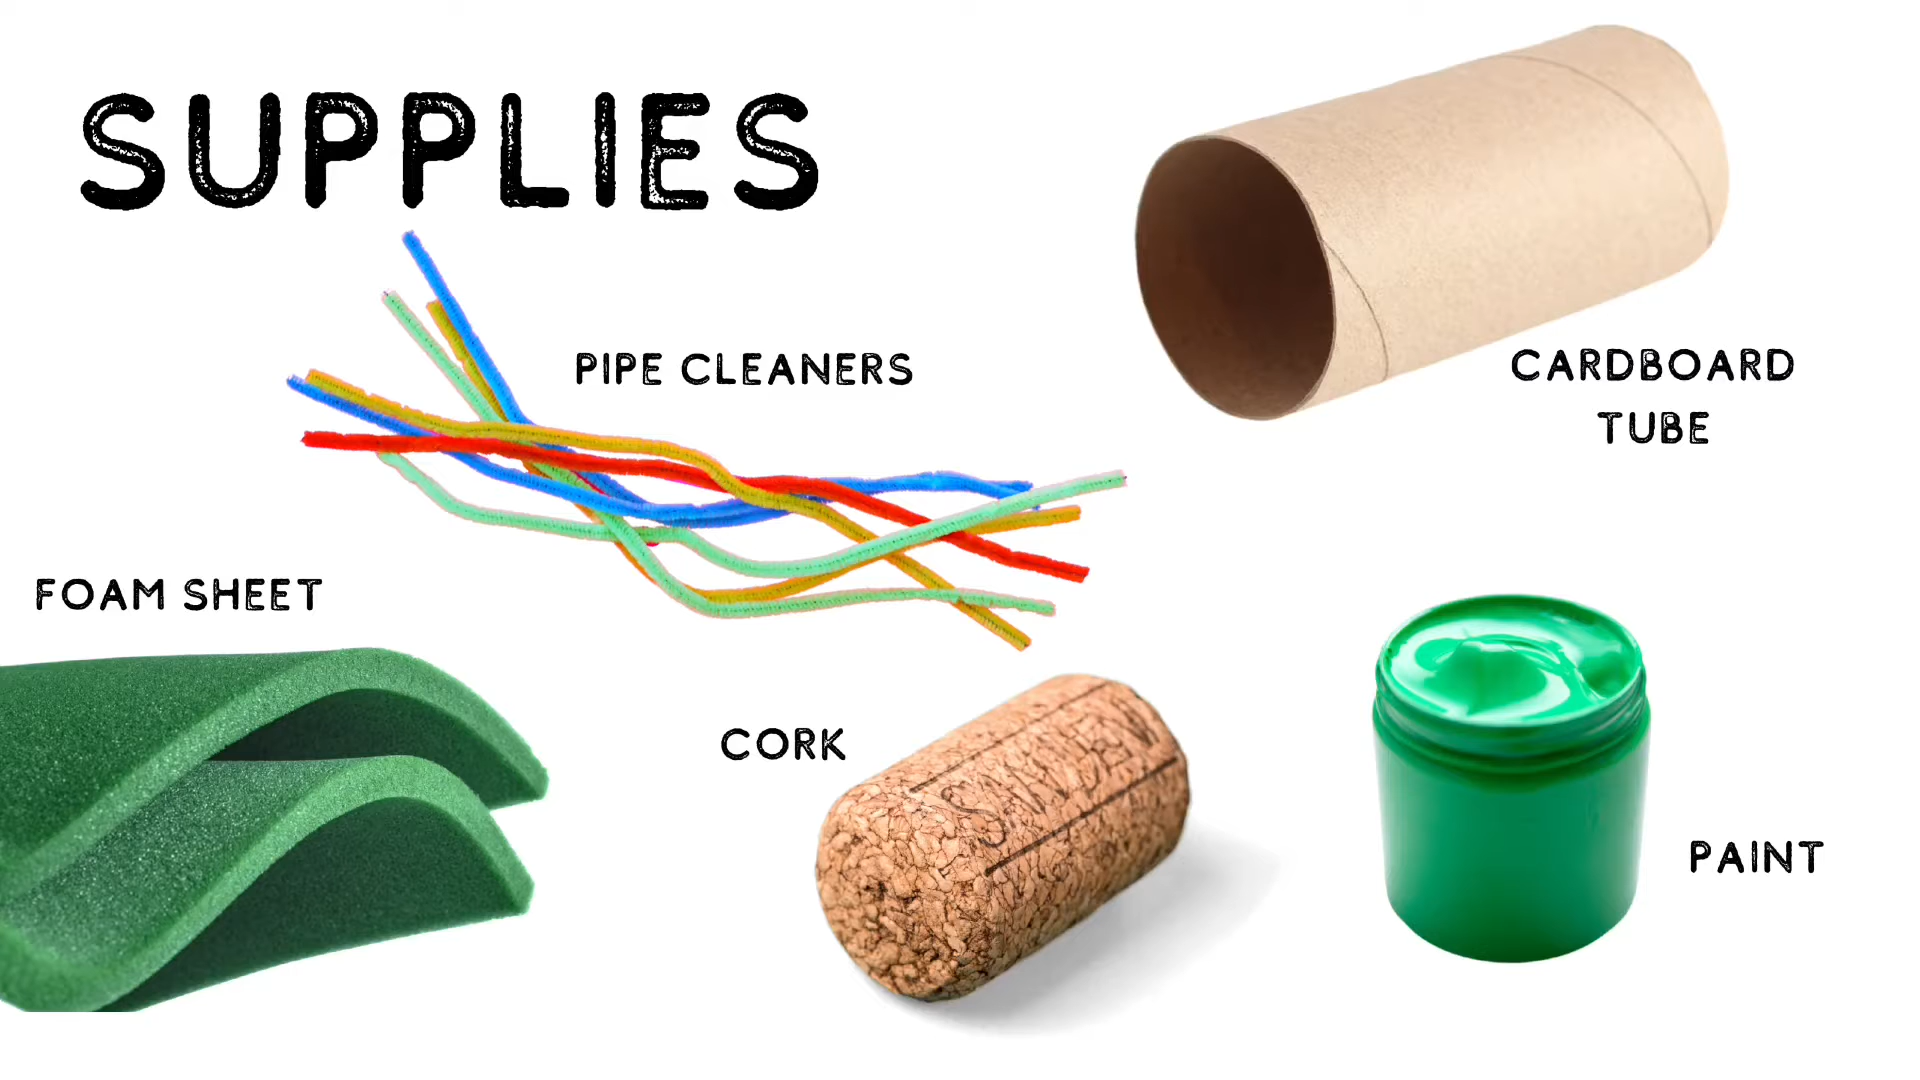 SUPPLIES
PIPE CLEANERS
CARDBOARD
TUBE
FOAM SHEET
CORK
PAINT